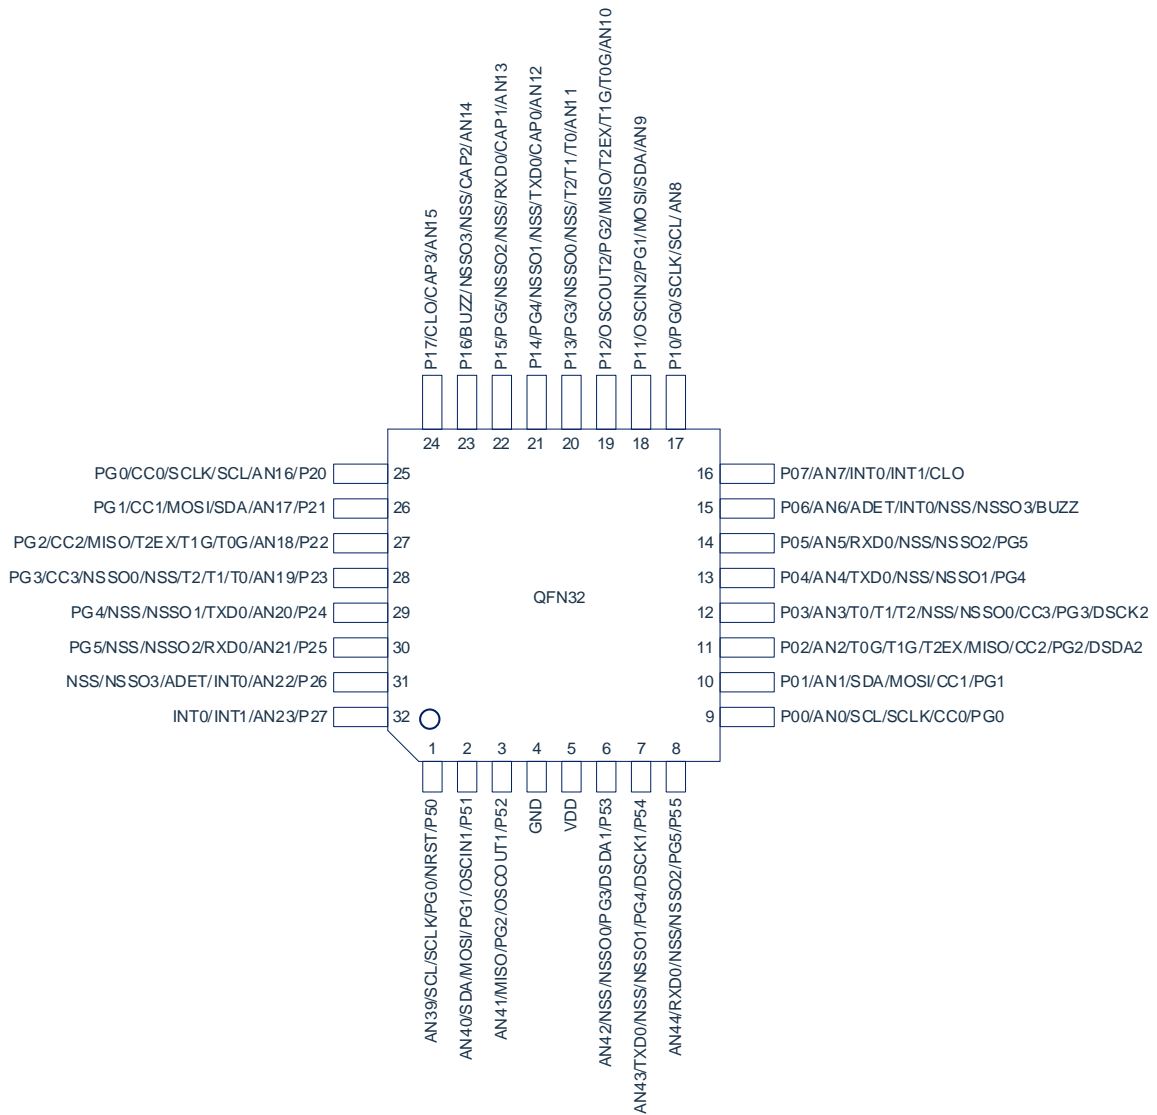 P17/CLO/CAP3/AN15
P16/BUZZ/NSSO3/NSS/CAP2/AN14
P15/PG5/NSSO2/NSS/RXD0/CAP1/AN13
P14/PG4/NSSO1/NSS/TXD0/CAP0/AN12
P13/PG3/NSSO0/NSS/T2/T1/T0/AN11
P12/OSCOUT2/PG2/MISO/T2EX/T1G/T0G/AN10
P11/OSCIN2/PG1/MOSI/SDA/AN9
P10/PG0/SCLK/SCL/AN8
24 23 22 21 20 19 18 17
PG0/CC0/SCLK/SCL/AN16/P20 25
PG1/CC1/MOSI/SDA/AN17/P21 26
PG2/CC2/MISO/T2EX/T1G/T0G/AN18/P22 27
PG3/CC3/NSSO0/NSS/T2/T1/T0/AN19/P23 28
PG4/NSS/NSSO1/TXD0/AN20/P24 29
PG5/NSS/NSSO2/RXD0/AN21/P25 30
NSS/NSSO3/ADET/INT0/AN22/P26 31
INT0/INT1/AN23/P27 32
QFN32
16 P07/AN7/INT0/INT1/CLO
15 P06/AN6/ADET/INT0/NSS/NSSO3/BUZZ
14 P05/AN5/RXD0/NSS/NSSO2/PG5
13 P04/AN4/TXD0/NSS/NSSO1/PG4
12 P03/AN3/T0/T1/T2/NSS/NSSO0/CC3/PG3/DSCK2
11 P02/AN2/T0G/T1G/T2EX/MISO/CC2/PG2/DSDA2
10 P01/AN1/SDA/MOSI/CC1/PG1
9 P00/AN0/SCL/SCLK/CC0/PG0
1 2 3 4 5 6 7 8
AN39/SCL/SCLK/PG0/NRST/P50
AN40/SDA/MOSI/PG1/OSCIN1/P51
AN41/MISO/PG2/OSCOUT1/P52
GND
VDD
AN42/NSS/NSSO0/PG3/DSDA1/P53
AN43/TXD0/NSS/NSSO1/PG4/DSCK1/P54
AN44/RXD0/NSS/NSSO2/PG5/P55